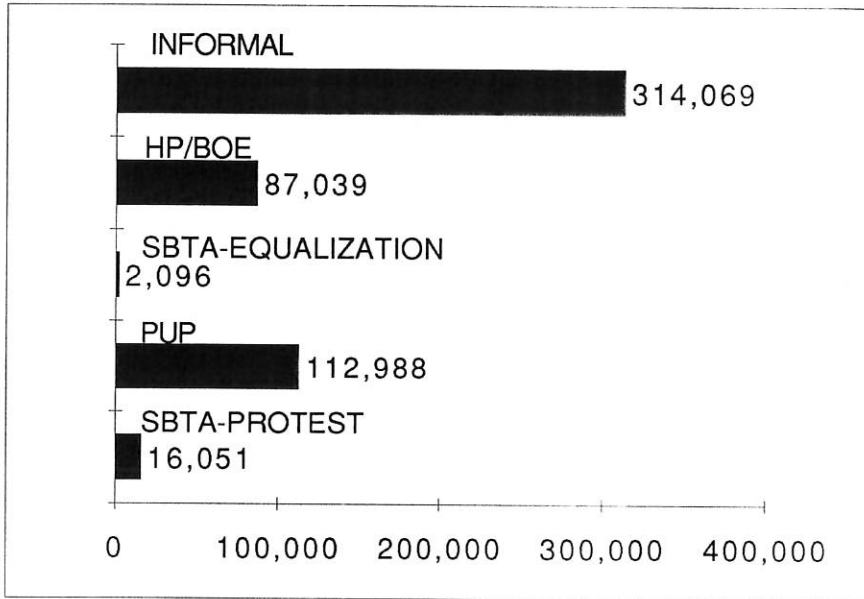 INFORMAL
314,069
HP/BOE
87,039
SBTA-EQUALIZATION
2,096
PUP
112,988
SBTA-PROTEST
16,051
0 100,000 200,000 300,000 400,000